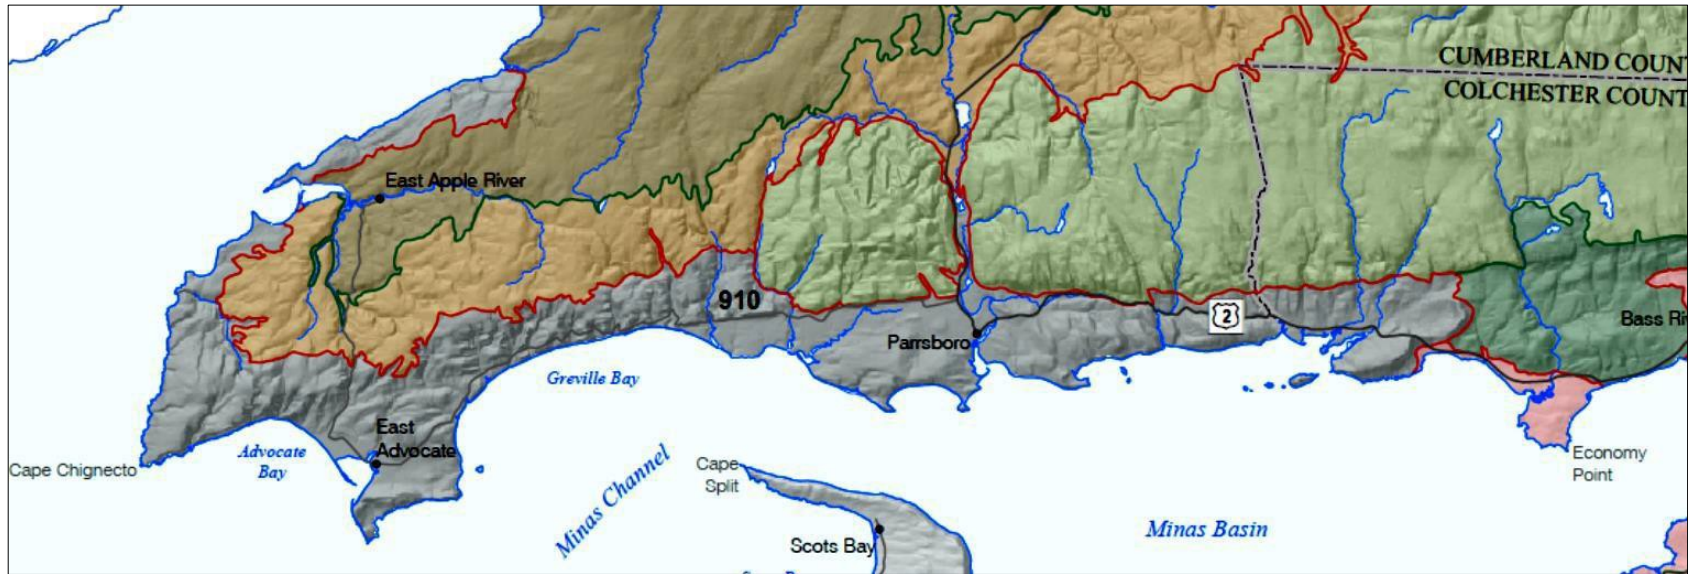 CUMBERLAND COUNT
COLCHESTER COUNT
East Apple River
910
2
Bass Riv
Parrsboro
Greville Bay
East
Advocate
Advocate
Bay
Cape Chignecto
Minas Channel
Cape
Split
Economy
Point
Scots Bay
Minas Basin